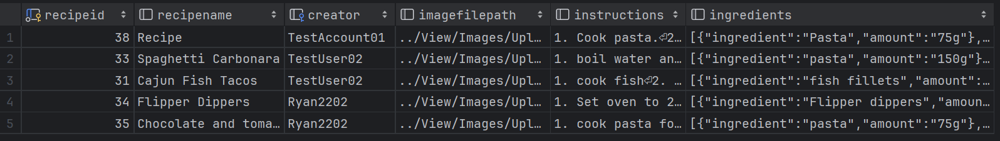 recipeid recipename creator imagefilepath instructions ingredients
1 38 Recipe TestAccount01 ../View/Images/Upl… 1. Cook pasta.⏎2… [{"ingredient":"Pasta","amount":"75g"},…
2 33 Spaghetti Carbonara TestUser02 ../View/Images/Upl… 1. boil water an… [{"ingredient":"pasta","amount":"150g"}…
3 31 Cajun Fish Tacos TestUser02 ../View/Images/Upl… 1. cook fish⏎2. … [{"ingredient":"fish fillets","amount":…
4 34 Flipper Dippers Ryan2202 ../View/Images/Upl… 1. Set oven to 2… [{"ingredient":"Flipper dippers","amoun…
5 35 Chocolate and toma… Ryan2202 ../View/Images/Upl… 1. cook pasta fo… [{"ingredient":"pasta","amount":"75g"},…